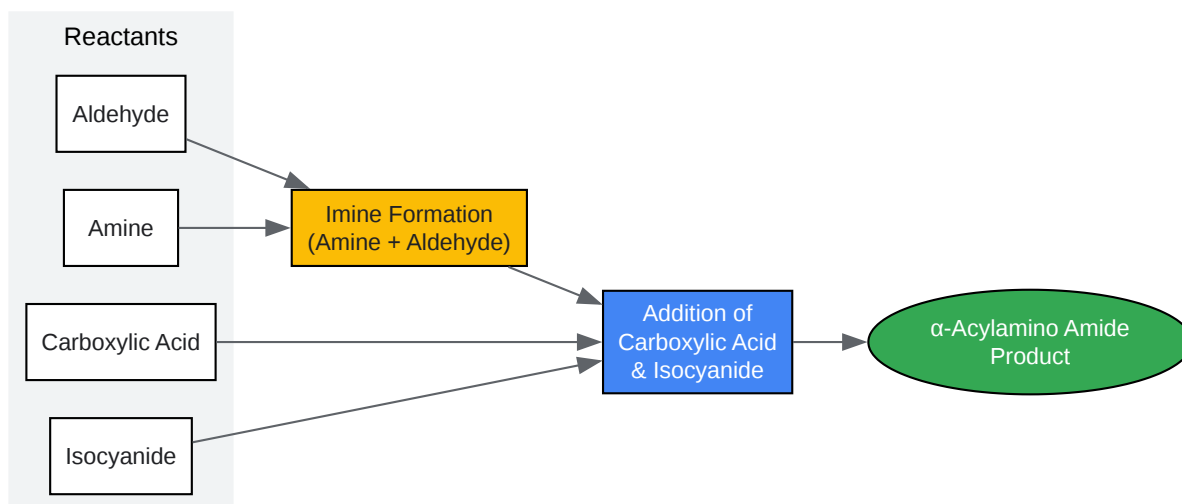 Reactants
Aldehyde
Amine
Imine Formation
(Amine + Aldehyde)
Carboxylic Acid
Addition of
Carboxylic Acid
& Isocyanide
α-Acylamino Amide
Product
Isocyanide